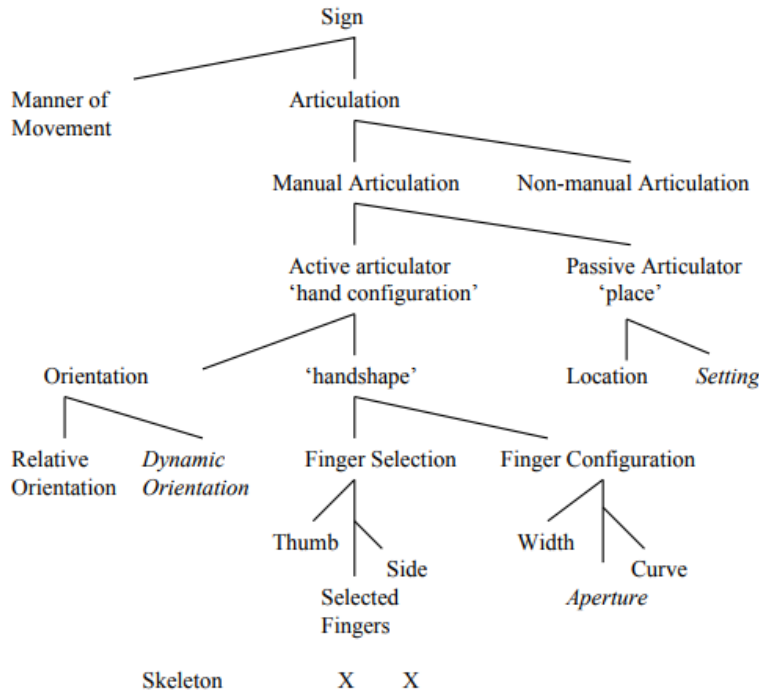 Sign
Manner of
Movement
Articulation
Manual Articulation
Non-manual Articulation
Active articulator
‘hand configuration’
Passive Articulator
‘place’
Orientation
‘handshape’
Location
Setting
Relative
Orientation
Dynamic
Orientation
Finger Selection
Finger Configuration
Thumb
Side
Selected
Fingers
Width
Curve
Aperture
Skeleton X X